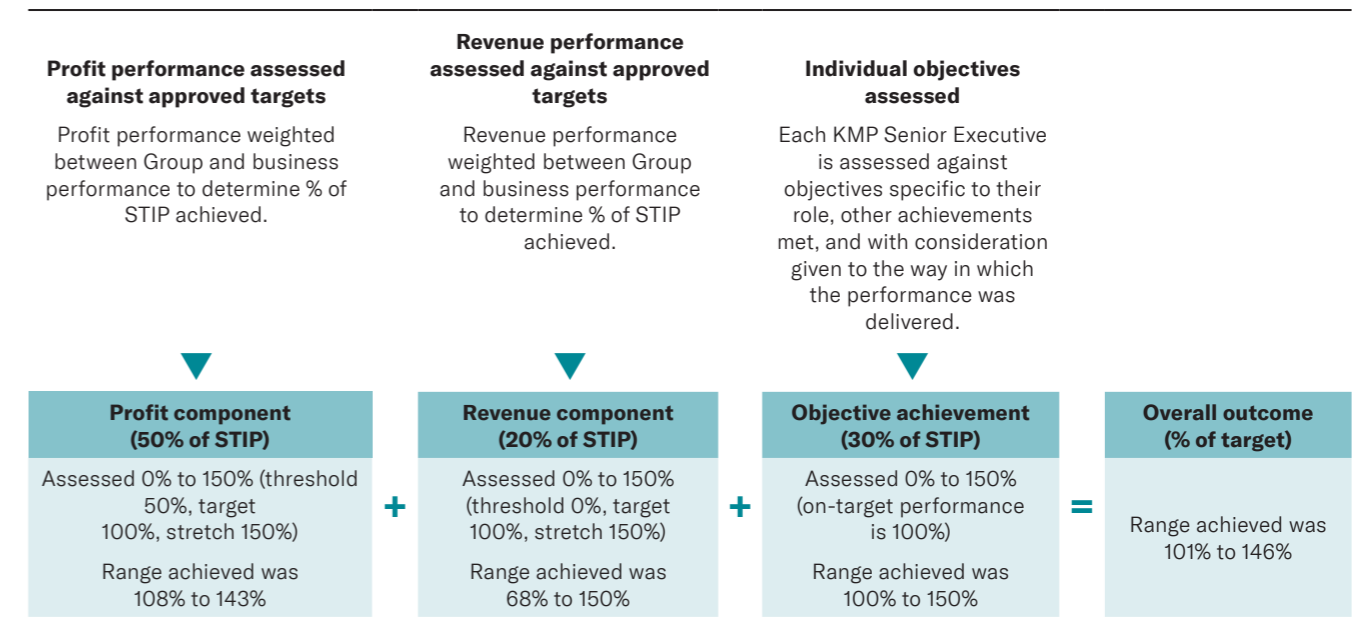 Profit performance assessed
against approved targets
Profit performance weighted
between Group and business
performance to determine % of
STIP achieved.
Revenue performance
assessed against approved
targets
Revenue performance
weighted between Group
and business performance
to determine % of STIP
achieved.
Individual objectives
assessed
Each KMP Senior Executive
is assessed against
objectives specific to their
role, other achievements
met, and with consideration
given to the way in which
the performance was
delivered.
Profit component
(50% of STIP)
Assessed 0% to 150% (threshold
50%, target
100%, stretch 150%)
Range achieved was
108% to 143%
+
Revenue component
(20% of STIP)
Assessed 0% to 150%
(threshold 0%, target
100%, stretch 150%)
Range achieved was
68% to 150%
+
Objective achievement
(30% of STIP)
Assessed 0% to 150%
(on-target performance
is 100%)
Range achieved was
100% to 150%
=
Overall outcome
(% of target)
Range achieved was
101% to 146%